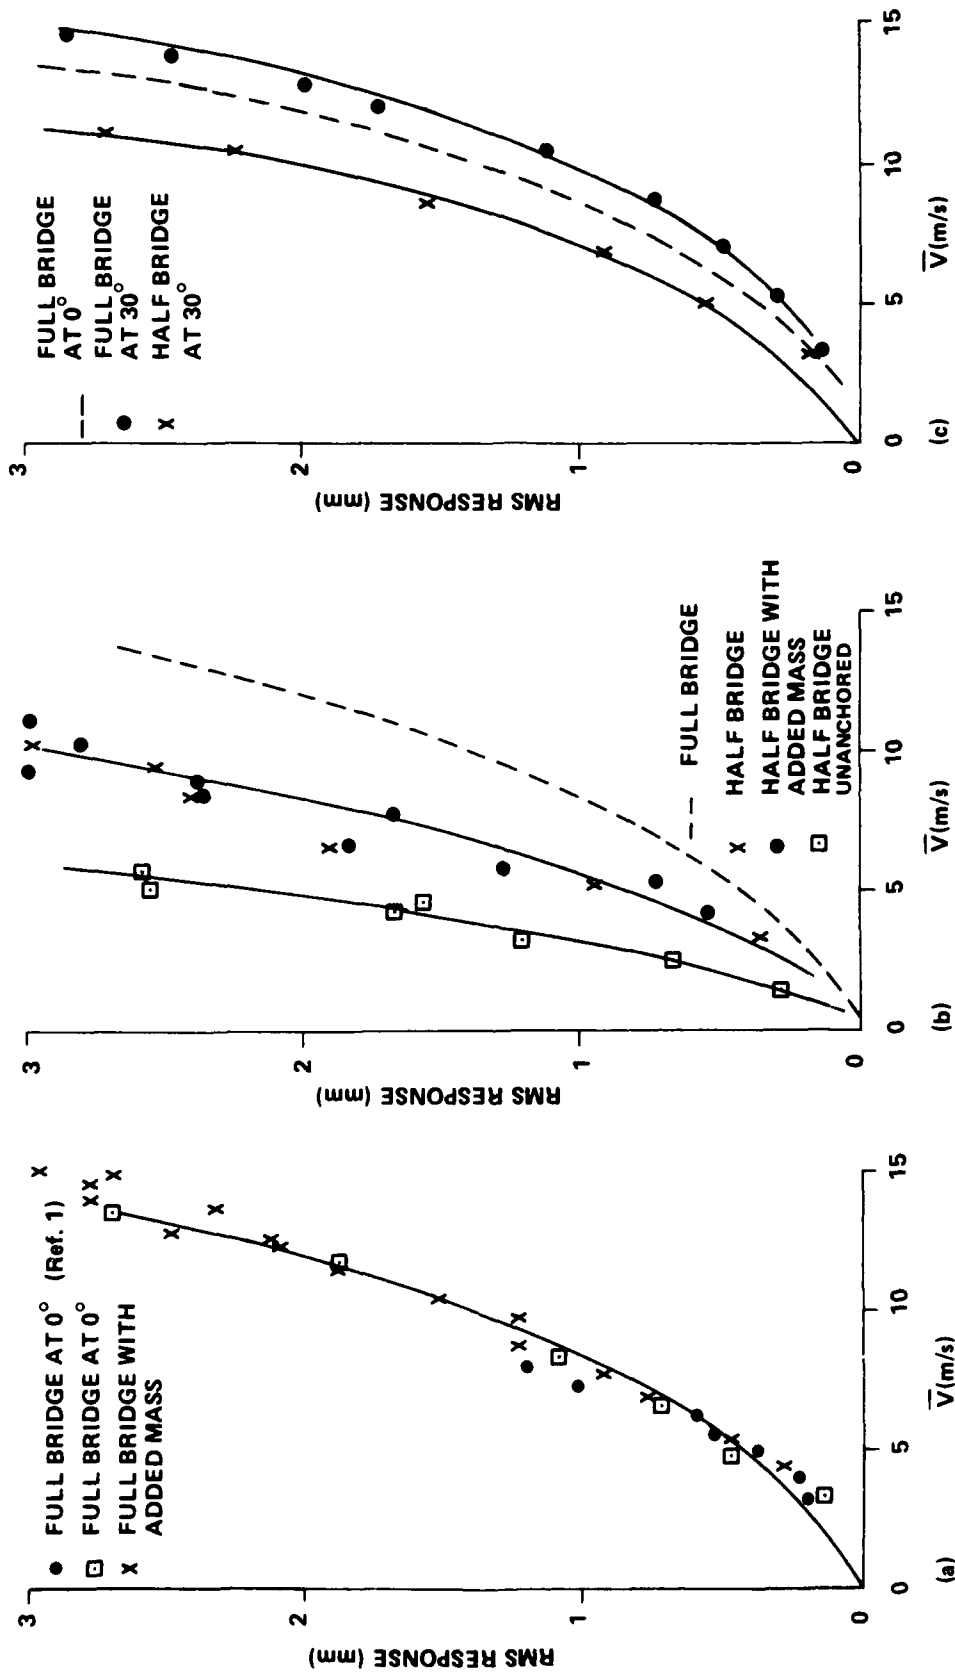 3
2
1
0
RMS RESPONSE (mm)
● FULL BRIDGE AT 0° (Ref. 1)
⊡ FULL BRIDGE AT 0°
x FULL BRIDGE WITH
ADDED MASS
0
5
10
15
V̅(m/s)
(a)
3
2
1
0
RMS RESPONSE (mm)
— — FULL BRIDGE
x HALF BRIDGE
● HALF BRIDGE WITH
ADDED MASS
⊡ HALF BRIDGE
UNANCHORED
0
5
10
15
V̅(m/s)
(b)
3
2
1
0
RMS RESPONSE (mm)
— — FULL BRIDGE
AT 0°
● FULL BRIDGE
AT 30°
x HALF BRIDGE
AT 30°
0
5
10
15
V̅(m/s)
(c)